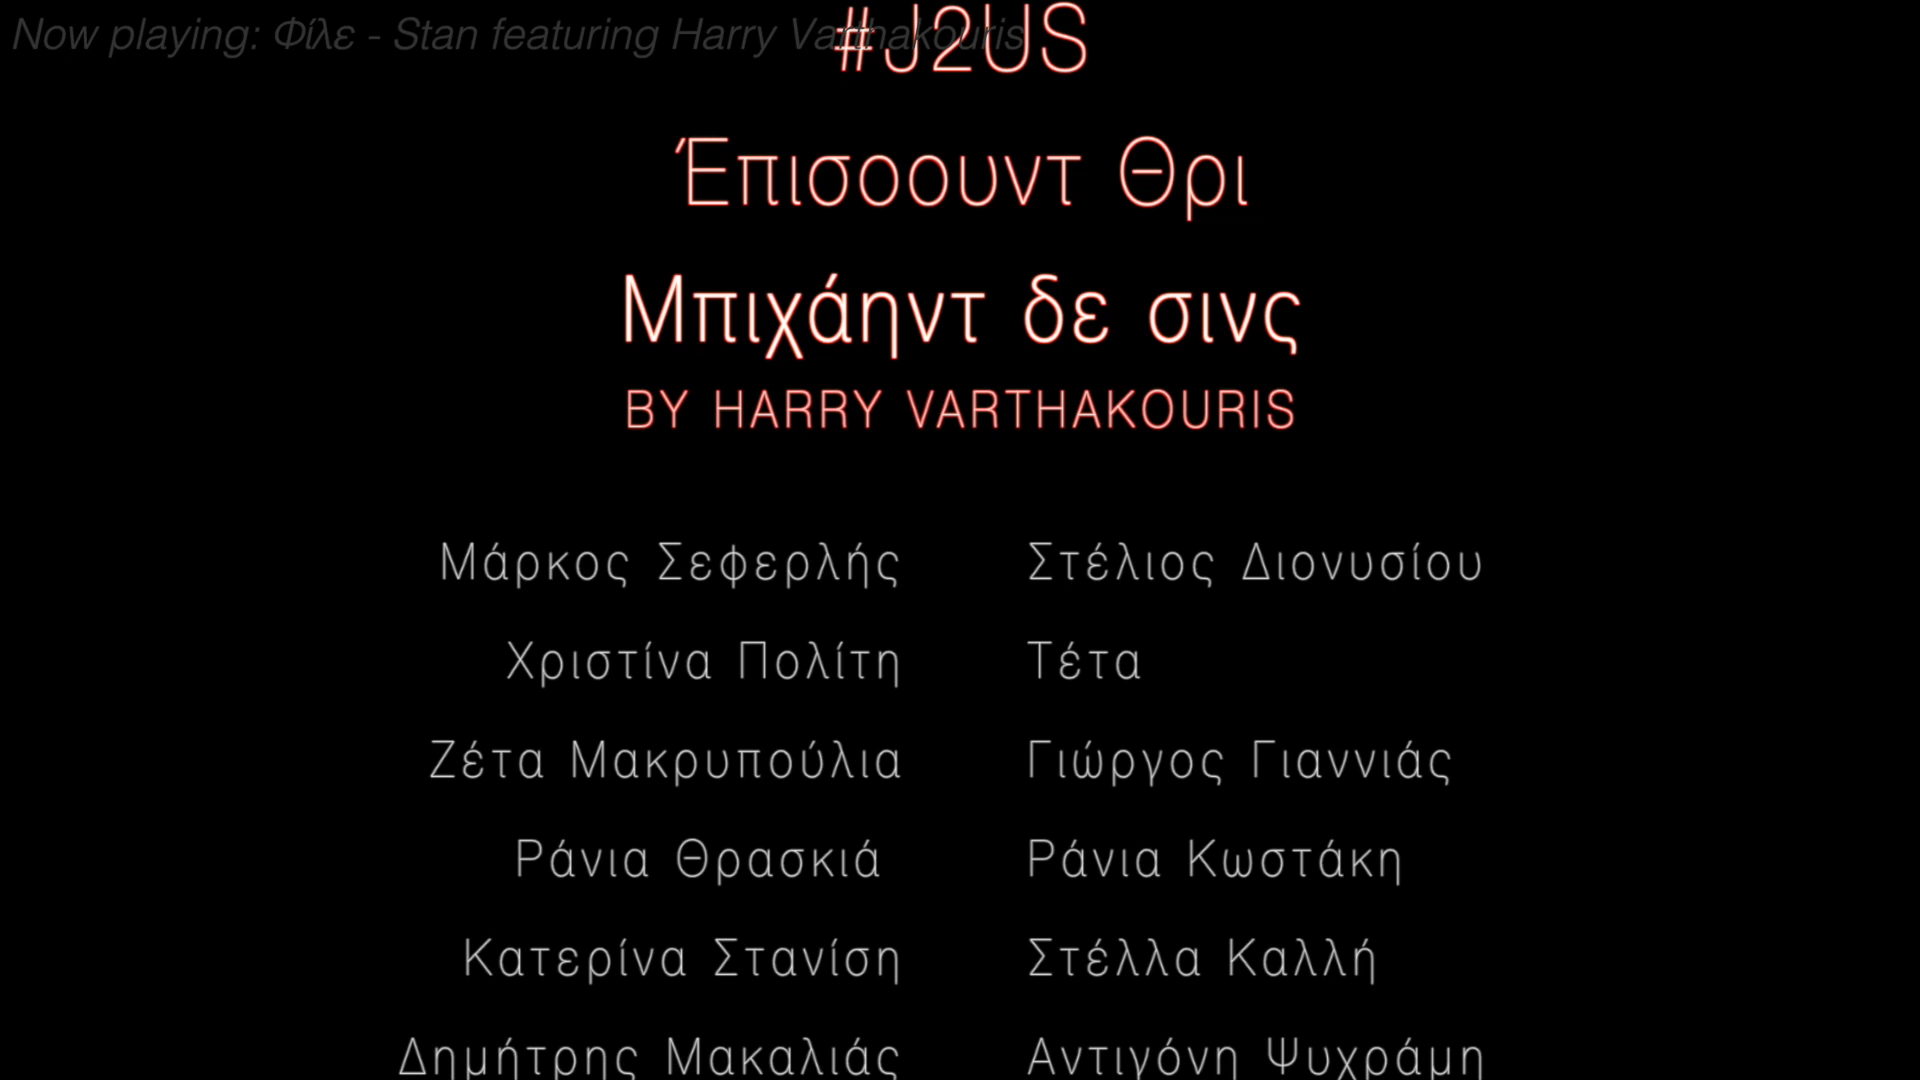 Now playing: Φίλε - Stan featuring Harry Varthakouris
#J2US
Έπισοουντ Θρι
Μπιχάηντ δε σινς
BY HARRY VARTHAKOURIS
Μάρκος Σεφερλής Στέλιος Διονυσίου
Χριστίνα Πολίτη Τέτα
Ζέτα Μακρυπούλια Γιώργος Γιαννιάς
Ράνια Θρασκιά Ράνια Κωστάκη
Κατερίνα Στανίση Στέλλα Καλλή
Δημήτρης Μακαλιάς Αντιγόνη Ψυχράμη